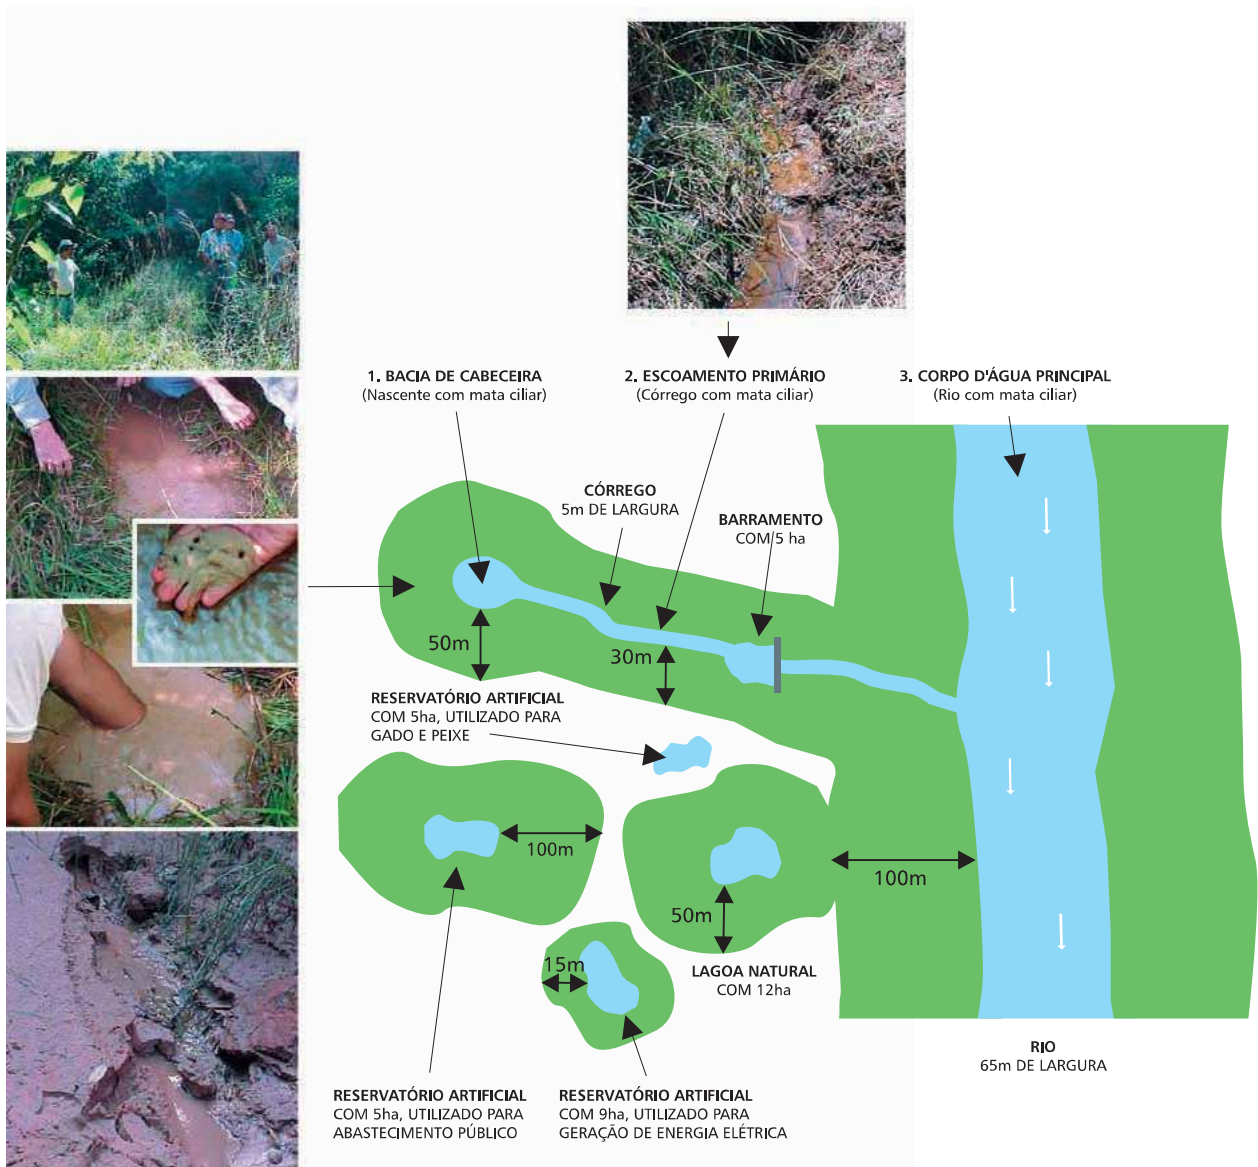 1. BACIA DE CABECEIRA
(Nascente com mata ciliar)
2. ESCOAMENTO PRIMÁRIO
(Córrego com mata ciliar)
3. CORPO D'ÁGUA PRINCIPAL
(Rio com mata ciliar)
CÓRREGO
5m DE LARGURA
BARRAMENTO
COM 5 ha
50m
30m
RESERVATÓRIO ARTIFICIAL
COM 5ha, UTILIZADO PARA
GADO E PEIXE
100m
100m
50m
15m
LAGOA NATURAL
COM 12ha
RIO
65m DE LARGURA
RESERVATÓRIO ARTIFICIAL
COM 5ha, UTILIZADO PARA
ABASTECIMENTO PÚBLICO
RESERVATÓRIO ARTIFICIAL
COM 9ha, UTILIZADO PARA
GERAÇÃO DE ENERGIA ELÉTRICA